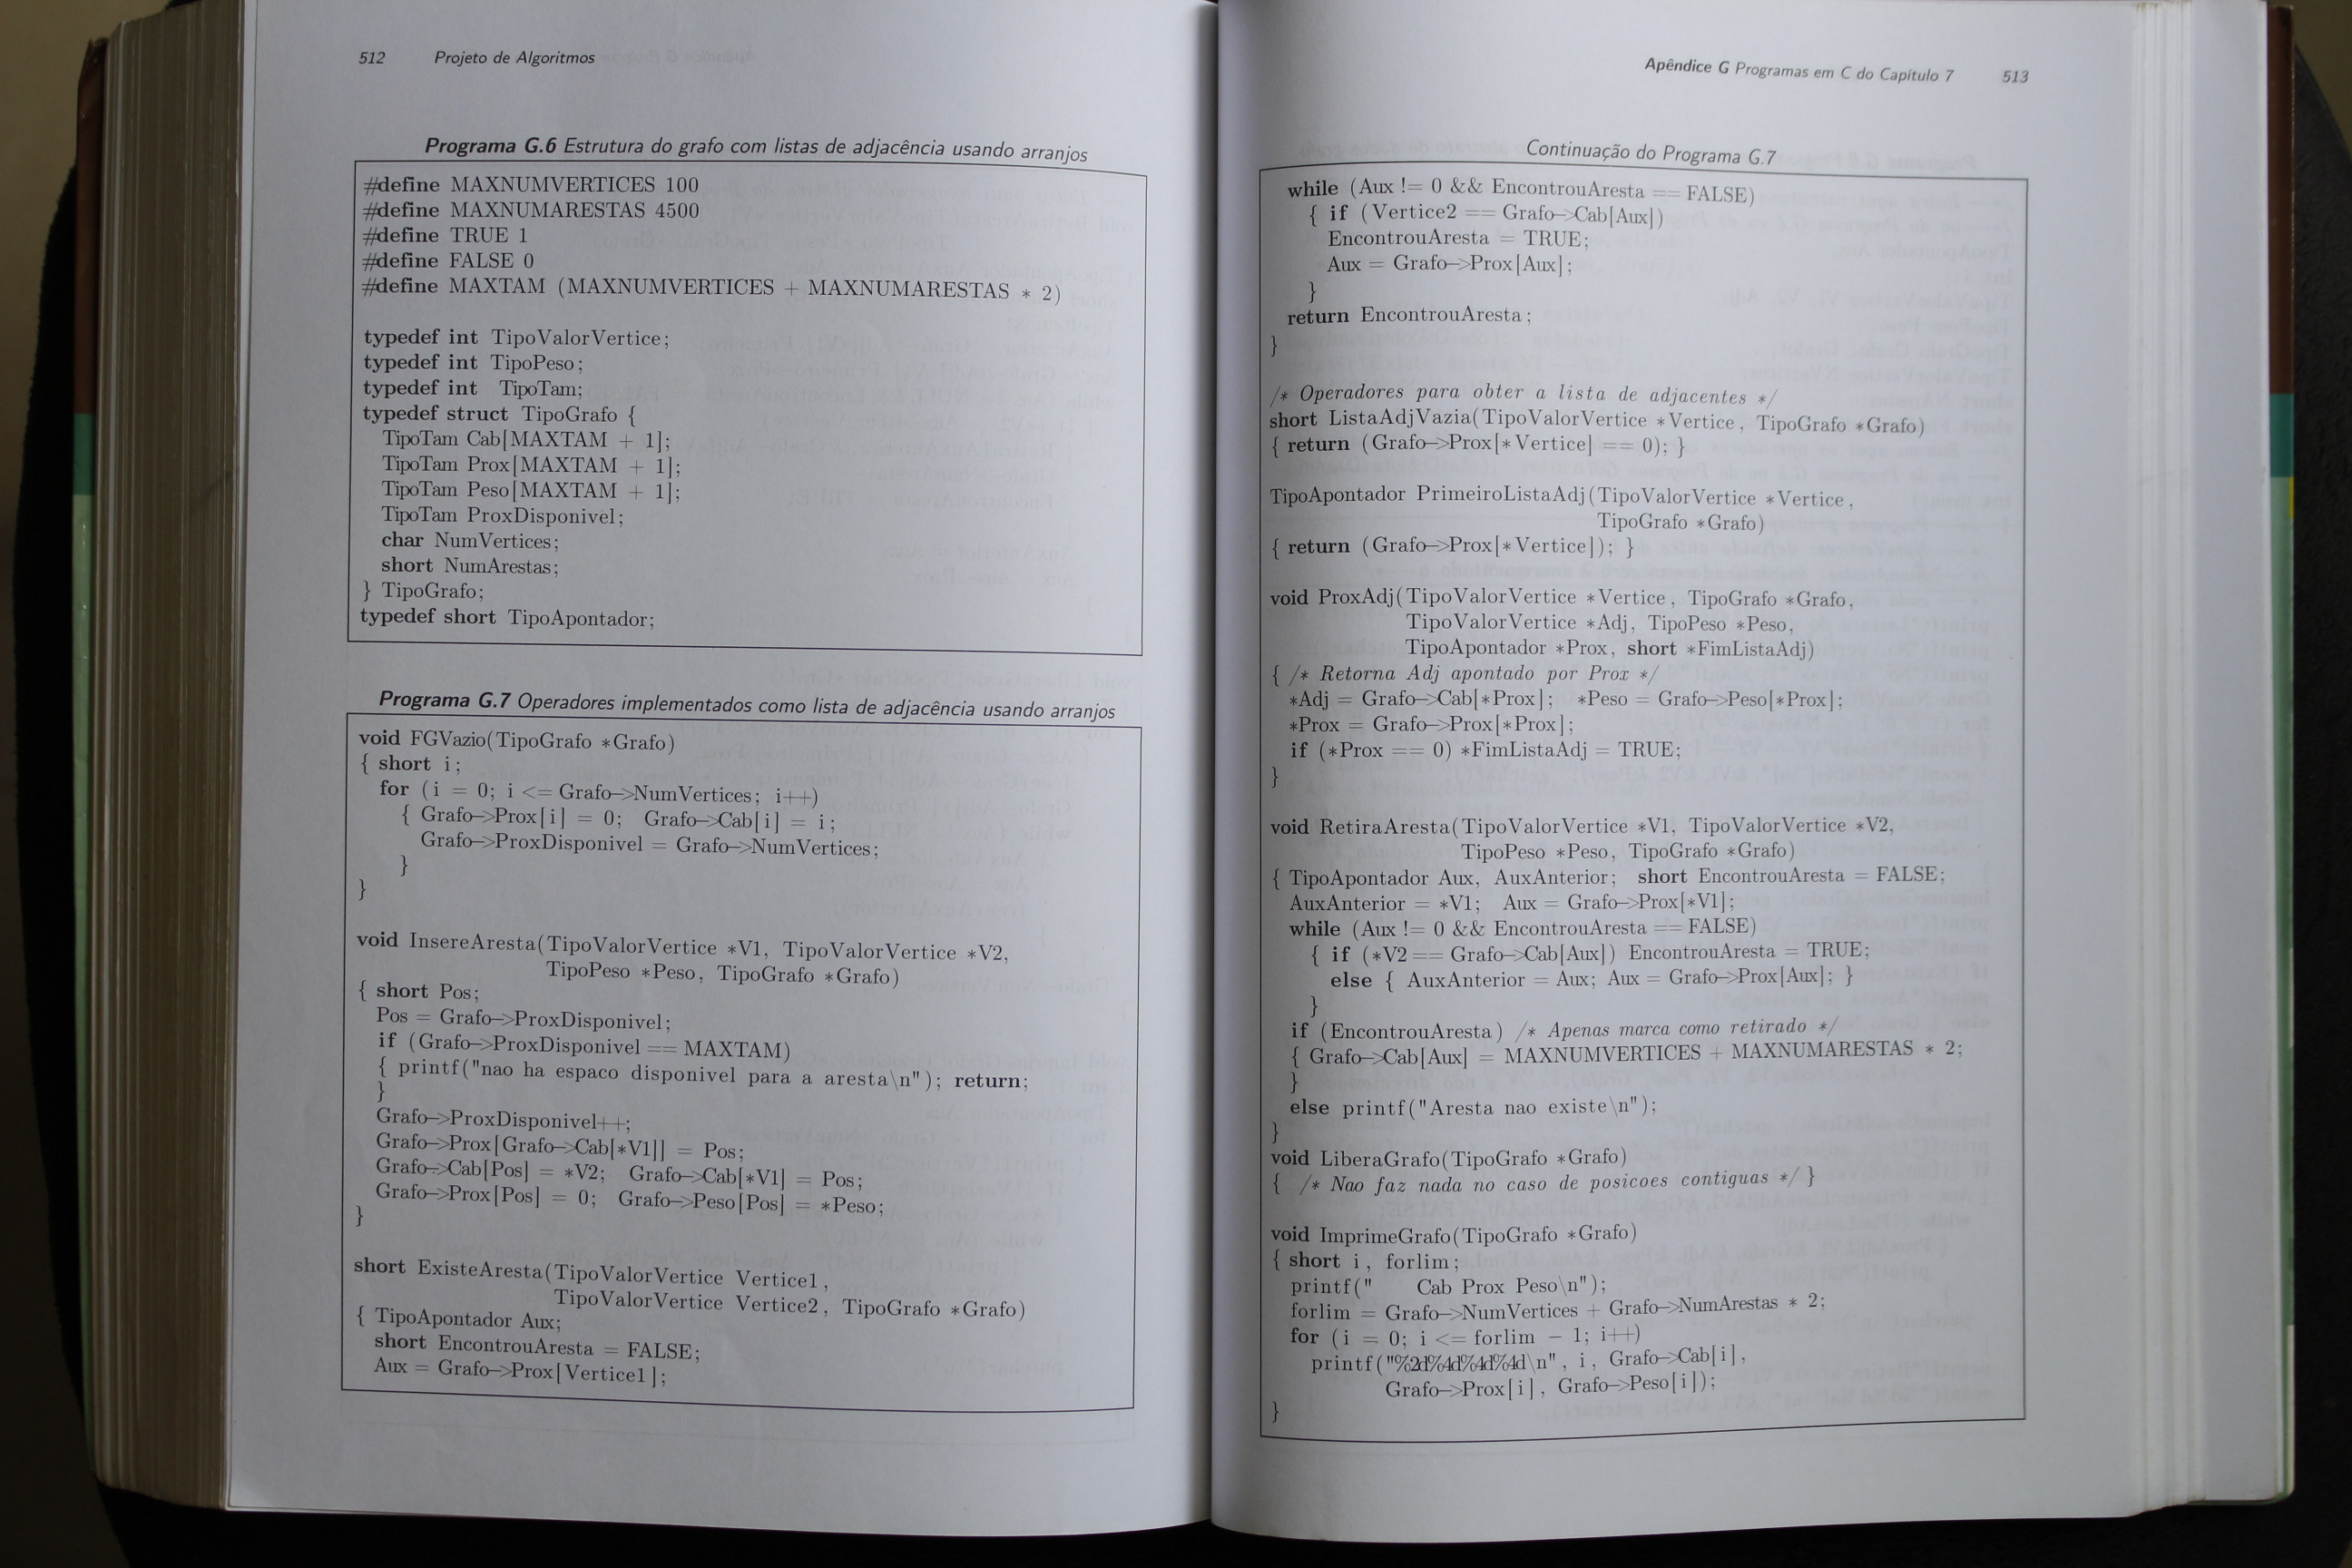 512 Projeto de Algoritmos
Programa G.6 Estrutura do grafo com listas de adjacência usando arranjos
#define MAXNUMVERTICES 100
#define MAXNUMARESTAS 4500
#define TRUE 1
#define FALSE 0
#define MAXTAM (MAXNUMVERTICES + MAXNUMARESTAS * 2)
typedef int TipoValorVertice;
typedef int TipoPeso;
typedef int TipoTam;
typedef struct TipoGrafo {
TipoTam Cab[MAXTAM + 1];
TipoTam Prox[MAXTAM + 1];
TipoTam Peso[MAXTAM + 1];
TipoTam ProxDisponivel;
char NumVertices;
short NumArestas;
} TipoGrafo;
typedef short TipoApontador;
Programa G.7 Operadores implementados como lista de adjacência usando arranjos
void FGVazio(TipoGrafo *Grafo)
{ short i;
for (i = 0; i <= Grafo->NumVertices; i++)
{ Grafo->Prox[i] = 0; Grafo->Cab[i] = i;
Grafo->ProxDisponivel = Grafo->NumVertices;
}
}
void InsereAresta(TipoValorVertice *V1, TipoValorVertice *V2,
TipoPeso *Peso, TipoGrafo *Grafo)
{ short Pos;
Pos = Grafo->ProxDisponivel;
if (Grafo->ProxDisponivel == MAXTAM)
{ printf("nao ha espaco disponivel para a aresta\n"); return;
}
Grafo->ProxDisponivel++;
Grafo->Prox[Grafo->Cab[*V1]] = Pos;
Grafo->Cab[Pos] = *V2; Grafo->Cab[*V1] = Pos;
Grafo->Prox[Pos] = 0; Grafo->Peso[Pos] = *Peso;
}
short ExisteAresta(TipoValorVertice Vertice1,
TipoValorVertice Vertice2, TipoGrafo *Grafo)
{ TipoApontador Aux;
short EncontrouAresta = FALSE;
Aux = Grafo->Prox[Vertice1];
Apêndice G Programas em C do Capítulo 7 513
Continuação do Programa G.7
while (Aux != 0 && EncontrouAresta == FALSE)
{ if (Vertice2 == Grafo->Cab[Aux])
EncontrouAresta = TRUE;
Aux = Grafo->Prox[Aux];
}
return EncontrouAresta;
}
/* Operadores para obter a lista de adjacentes */
short ListaAdjVazia(TipoValorVertice *Vertice, TipoGrafo *Grafo)
{ return (Grafo->Prox[*Vertice] == 0); }
TipoApontador PrimeiroListaAdj(TipoValorVertice *Vertice,
TipoGrafo *Grafo)
{ return (Grafo->Prox[*Vertice]); }
void ProxAdj(TipoValorVertice *Vertice, TipoGrafo *Grafo,
TipoValorVertice *Adj, TipoPeso *Peso,
TipoApontador *Prox, short *FimListaAdj)
{ /* Retorna Adj apontado por Prox */
*Adj = Grafo->Cab[*Prox]; *Peso = Grafo->Peso[*Prox];
*Prox = Grafo->Prox[*Prox];
if (*Prox == 0) *FimListaAdj = TRUE;
}
void RetiraAresta(TipoValorVertice *V1, TipoValorVertice *V2,
TipoPeso *Peso, TipoGrafo *Grafo)
{ TipoApontador Aux, AuxAnterior; short EncontrouAresta = FALSE;
AuxAnterior = *V1; Aux = Grafo->Prox[*V1];
while (Aux != 0 && EncontrouAresta == FALSE)
{ if (*V2 == Grafo->Cab[Aux]) EncontrouAresta = TRUE;
else { AuxAnterior = Aux; Aux = Grafo->Prox[Aux]; }
}
if (EncontrouAresta) /* Apenas marca como retirado */
{ Grafo->Cab[Aux] = MAXNUMVERTICES + MAXNUMARESTAS * 2;
}
else printf("Aresta nao existe\n");
}
void LiberaGrafo(TipoGrafo *Grafo)
{ /* Nao faz nada no caso de posicoes contiguas */ }
void ImprimeGrafo(TipoGrafo *Grafo)
{ short i, forlim;
printf(" Cab Prox Peso\n");
forlim = Grafo->NumVertices + Grafo->NumArestas * 2;
for (i = 0; i <= forlim - 1; i++)
printf("%2d%4d%4d%4d\n", i, Grafo->Cab[i],
Grafo->Prox[i], Grafo->Peso[i]);
}